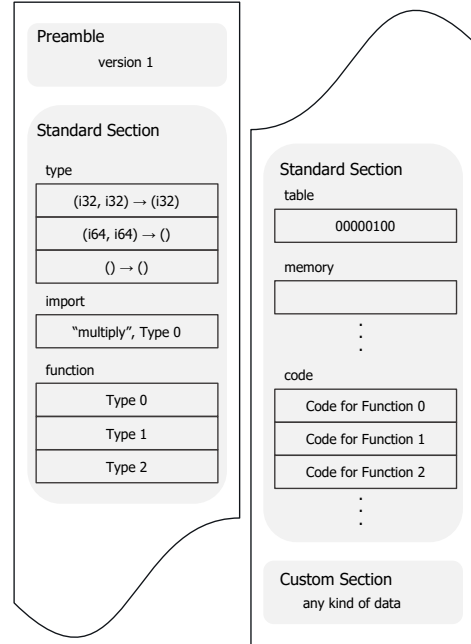 Preamble
version 1
Standard Section
type
(i32, i32) → (i32)
(i64, i64) → ()
() → ()
import
“multiply”, Type 0
function
Type 0
Type 1
Type 2
Standard Section
table
00000100
memory
.
.
.
code
Code for Function 0
Code for Function 1
Code for Function 2
.
.
.
Custom Section
any kind of data